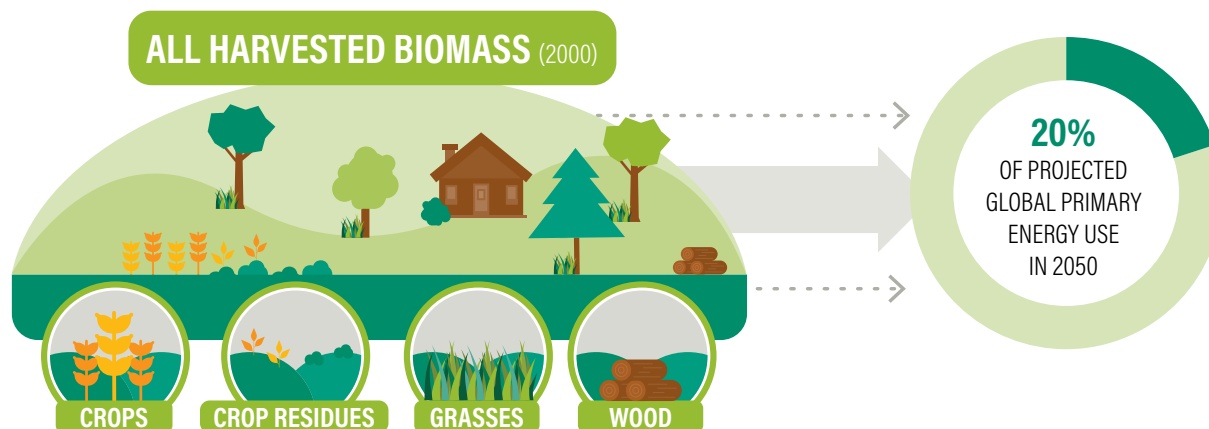 ALL HARVESTED BIOMASS (2000)
20%
OF PROJECTED
GLOBAL PRIMARY
ENERGY USE
IN 2050
CROPS
CROP RESIDUES
GRASSES
WOOD